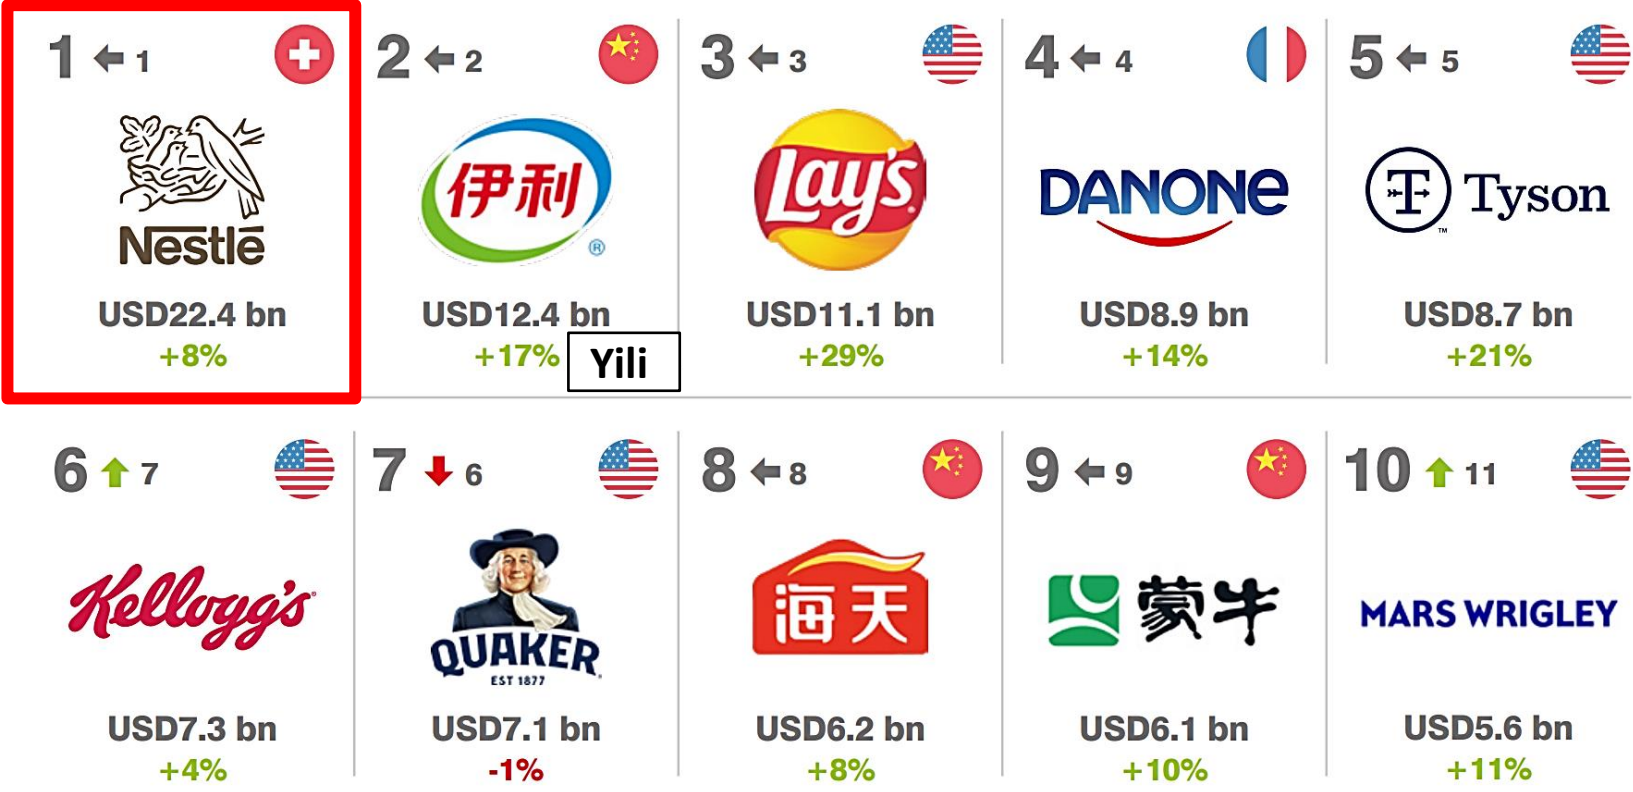 1 1
Nestlé
USD22.4 bn
+8%
2 2
伊利
®
USD12.4 bn
+17%
Yili
3 3
Lay's
USD11.1 bn
+29%
4 4
DANONE
USD8.9 bn
+14%
5 5
T Tyson
™
USD8.7 bn
+21%
6 7
Kellogg's
USD7.3 bn
+4%
7 6
QUAKER
EST 1877
USD7.1 bn
-1%
8 8
海天
USD6.2 bn
+8%
9 9
蒙牛
USD6.1 bn
+10%
10 11
MARS WRIGLEY
USD5.6 bn
+11%